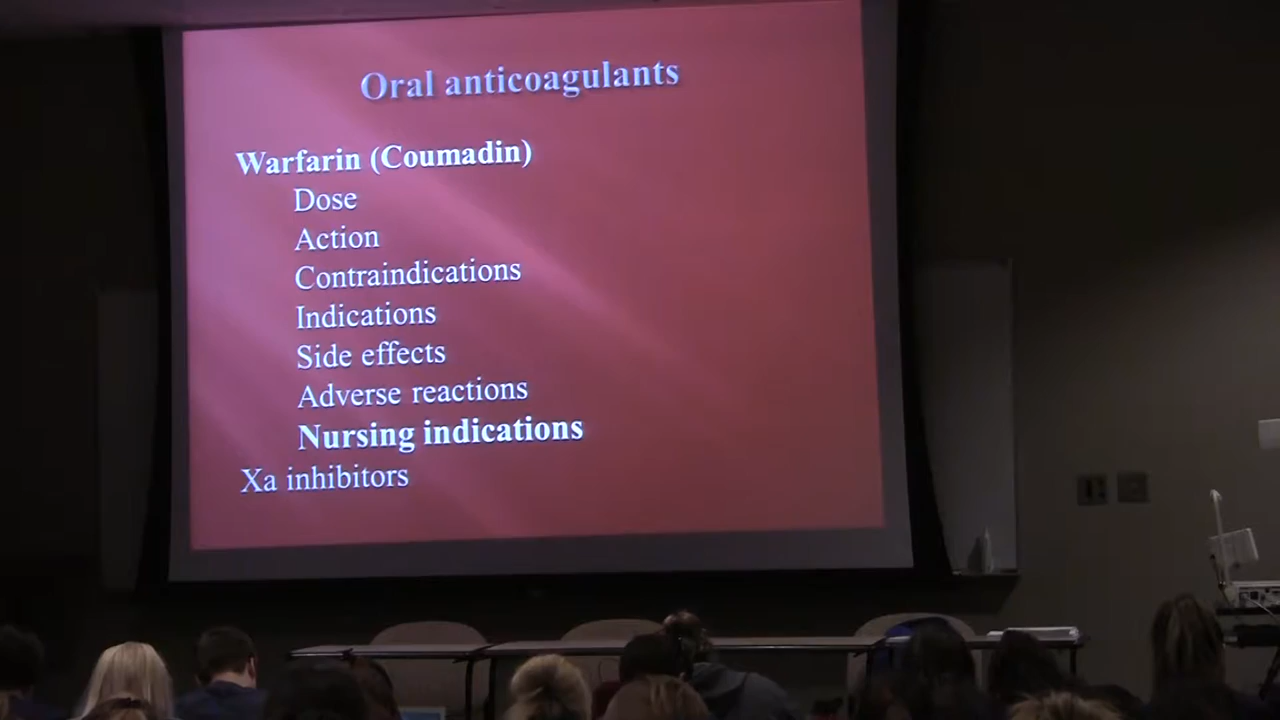 Oral anticoagulants
Warfarin (Coumadin)
Dose
Action
Contraindications
Indications
Side effects
Adverse reactions
Nursing indications
Xa inhibitors